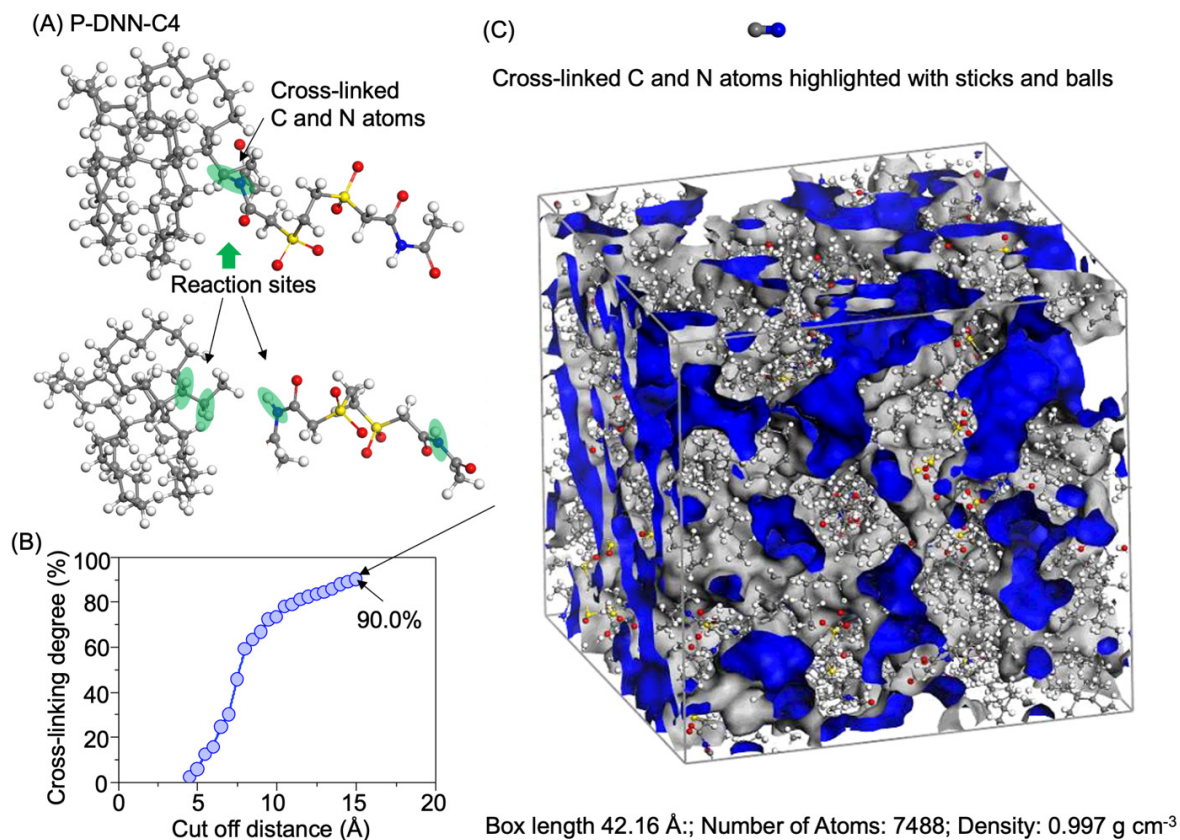 (A) P-DNN-C4
Cross-linked
C and N atoms
Reaction sites
(B)
Cross-linking degree (%)
100
80
60
40
20
0
90.0%
0
5
10
15
20
Cut off distance (Å)
(C)
Cross-linked C and N atoms highlighted with sticks and balls
Box length 42.16 Å:; Number of Atoms: 7488; Density: 0.997 g cm⁻³